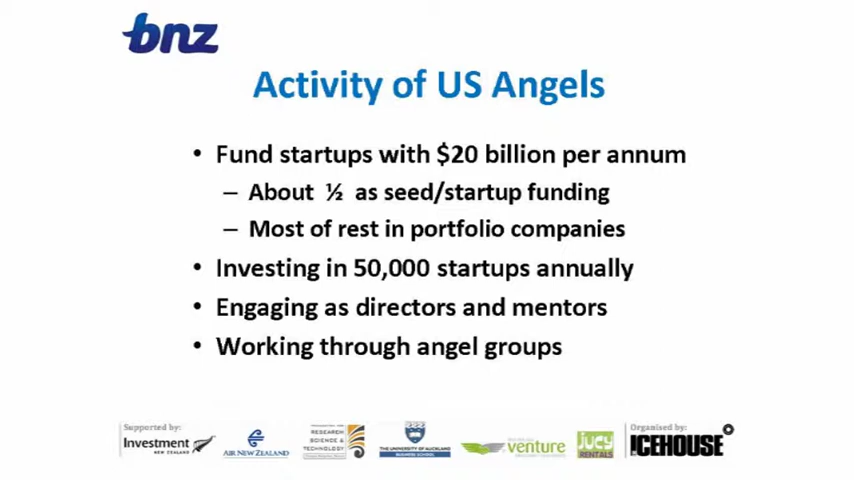 bnz
Activity of US Angels
• Fund startups with $20 billion per annum
– About ½ as seed/startup funding
– Most of rest in portfolio companies
• Investing in 50,000 startups annually
• Engaging as directors and mentors
• Working through angel groups
Supported by:
Investment
NEW ZEALAND
AIR NEW ZEALAND
RESEARCH
SCIENCE &
TECHNOLOGY
THE UNIVERSITY OF AUCKLAND
BUSINESS SCHOOL
venture
jucy
RENTALS
Organised by:
ICEHOUSE